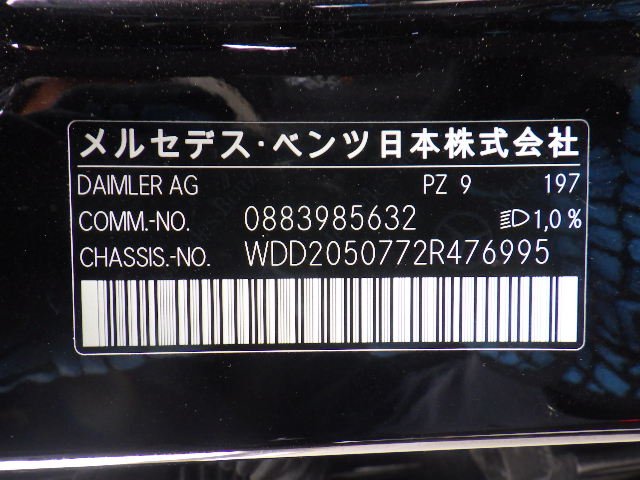 メルセデス・ベンツ日本株式会社
DAIMLER AG PZ 9 197
COMM.-NO. 0883985632 1,0%
CHASSIS.-NO. WDD2050772R476995